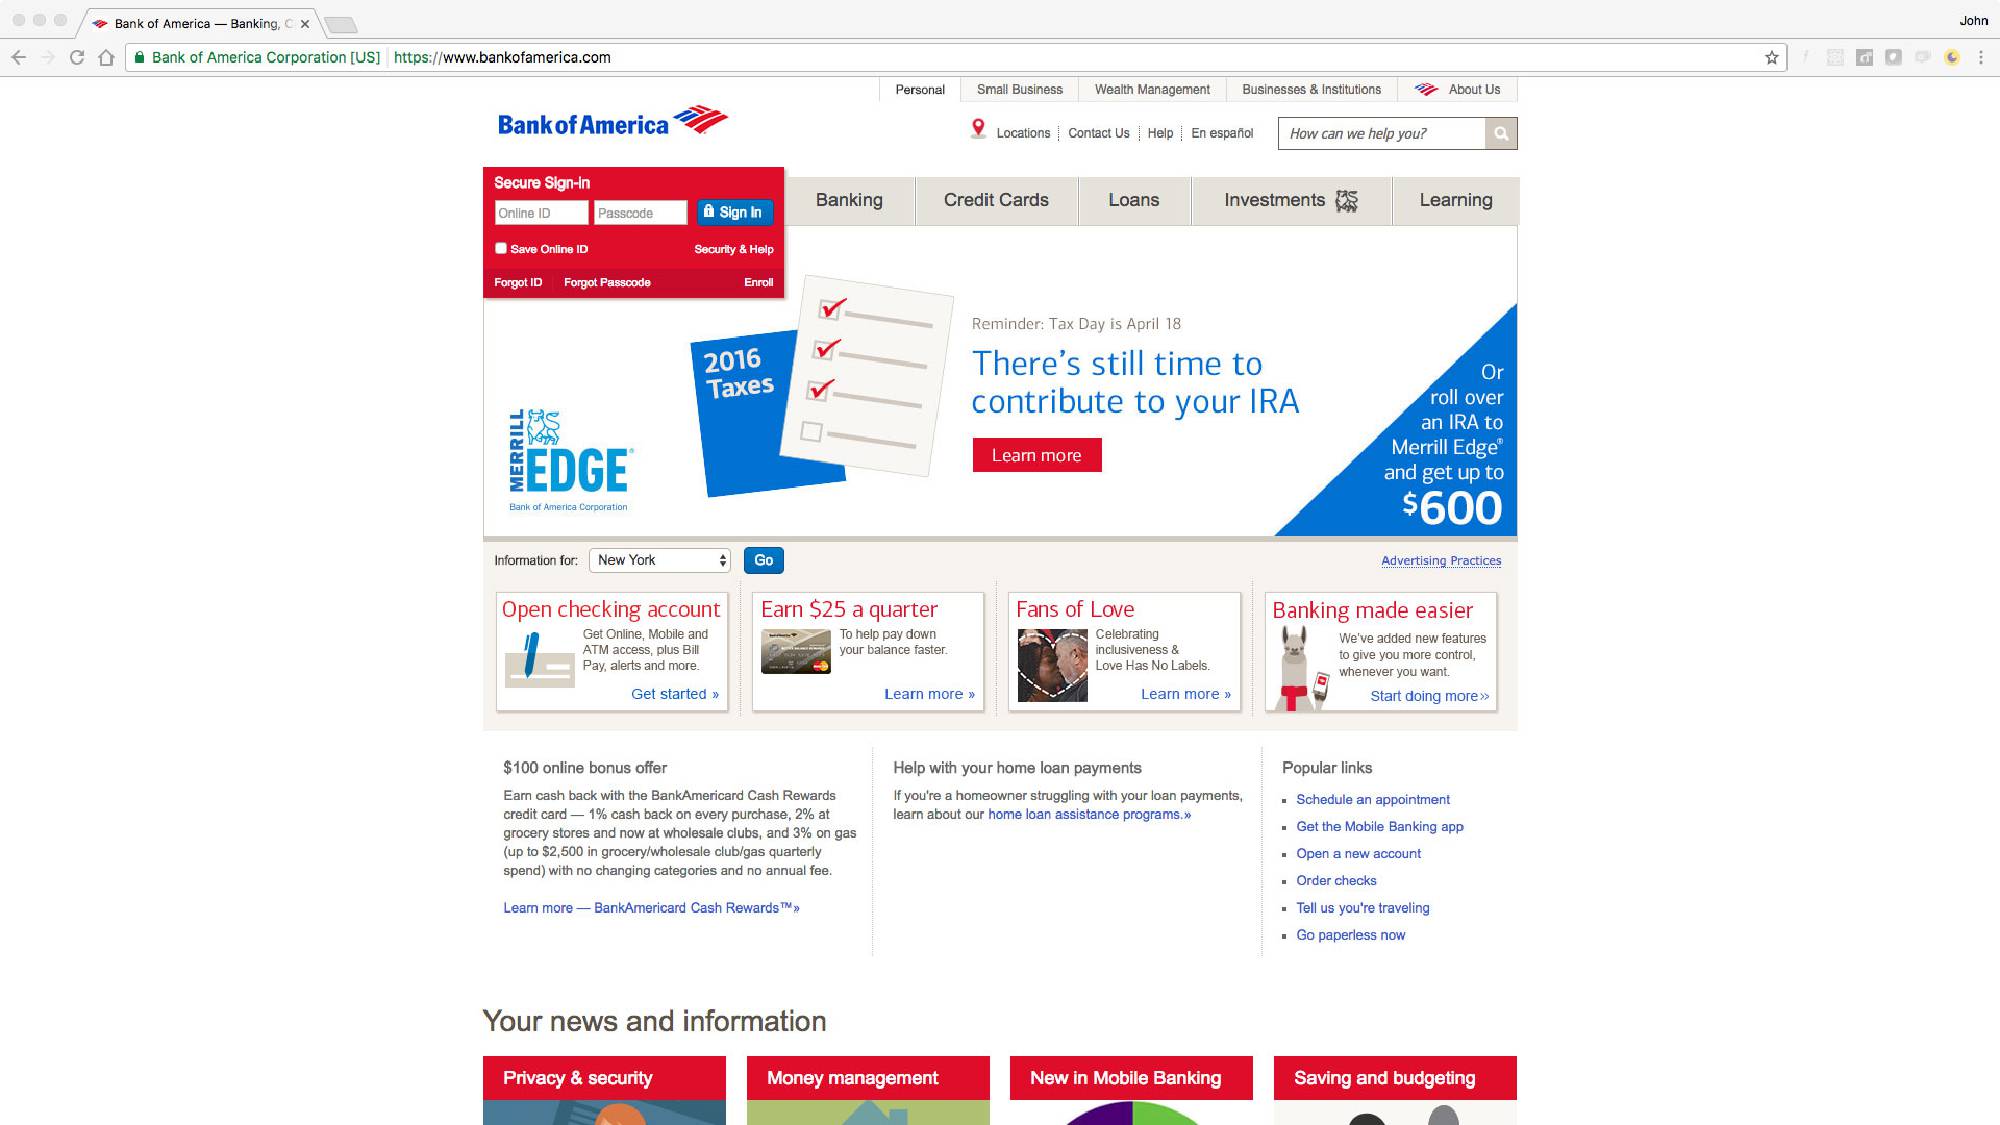 Bank of America — Banking, C
John
Bank of America Corporation [US]
https://www.bankofamerica.com
Personal
Small Business
Wealth Management
Businesses & Institutions
About Us
Bank of America
Locations
Contact Us
Help
En español
How can we help you?
Secure Sign-in
Online ID
Passcode
Sign In
Save Online ID
Security & Help
Forgot ID
Forgot Passcode
Enroll
Banking
Credit Cards
Loans
Investments
Learning
2016
Taxes
MERRILL
EDGE®
Bank of America Corporation
Reminder: Tax Day is April 18
There's still time to
contribute to your IRA
Learn more
Or
roll over
an IRA to
Merrill Edge®
and get up to
$600
Information for:
New York
Go
Advertising Practices
Open checking account
Get Online, Mobile and
ATM access, plus Bill
Pay, alerts and more.
Get started »
Earn $25 a quarter
To help pay down
your balance faster.
Learn more »
Fans of Love
Celebrating
inclusiveness &
Love Has No Labels.
Learn more »
Banking made easier
We've added new features
to give you more control,
whenever you want.
Start doing more»
$100 online bonus offer
Earn cash back with the BankAmericard Cash Rewards
credit card — 1% cash back on every purchase, 2% at
grocery stores and now at wholesale clubs, and 3% on gas
(up to $2,500 in grocery/wholesale club/gas quarterly
spend) with no changing categories and no annual fee.
Learn more — BankAmericard Cash Rewards™»
Help with your home loan payments
If you're a homeowner struggling with your loan payments,
learn about our home loan assistance programs.»
Popular links
Schedule an appointment
Get the Mobile Banking app
Open a new account
Order checks
Tell us you're traveling
Go paperless now
Your news and information
Privacy & security
Money management
New in Mobile Banking
Saving and budgeting